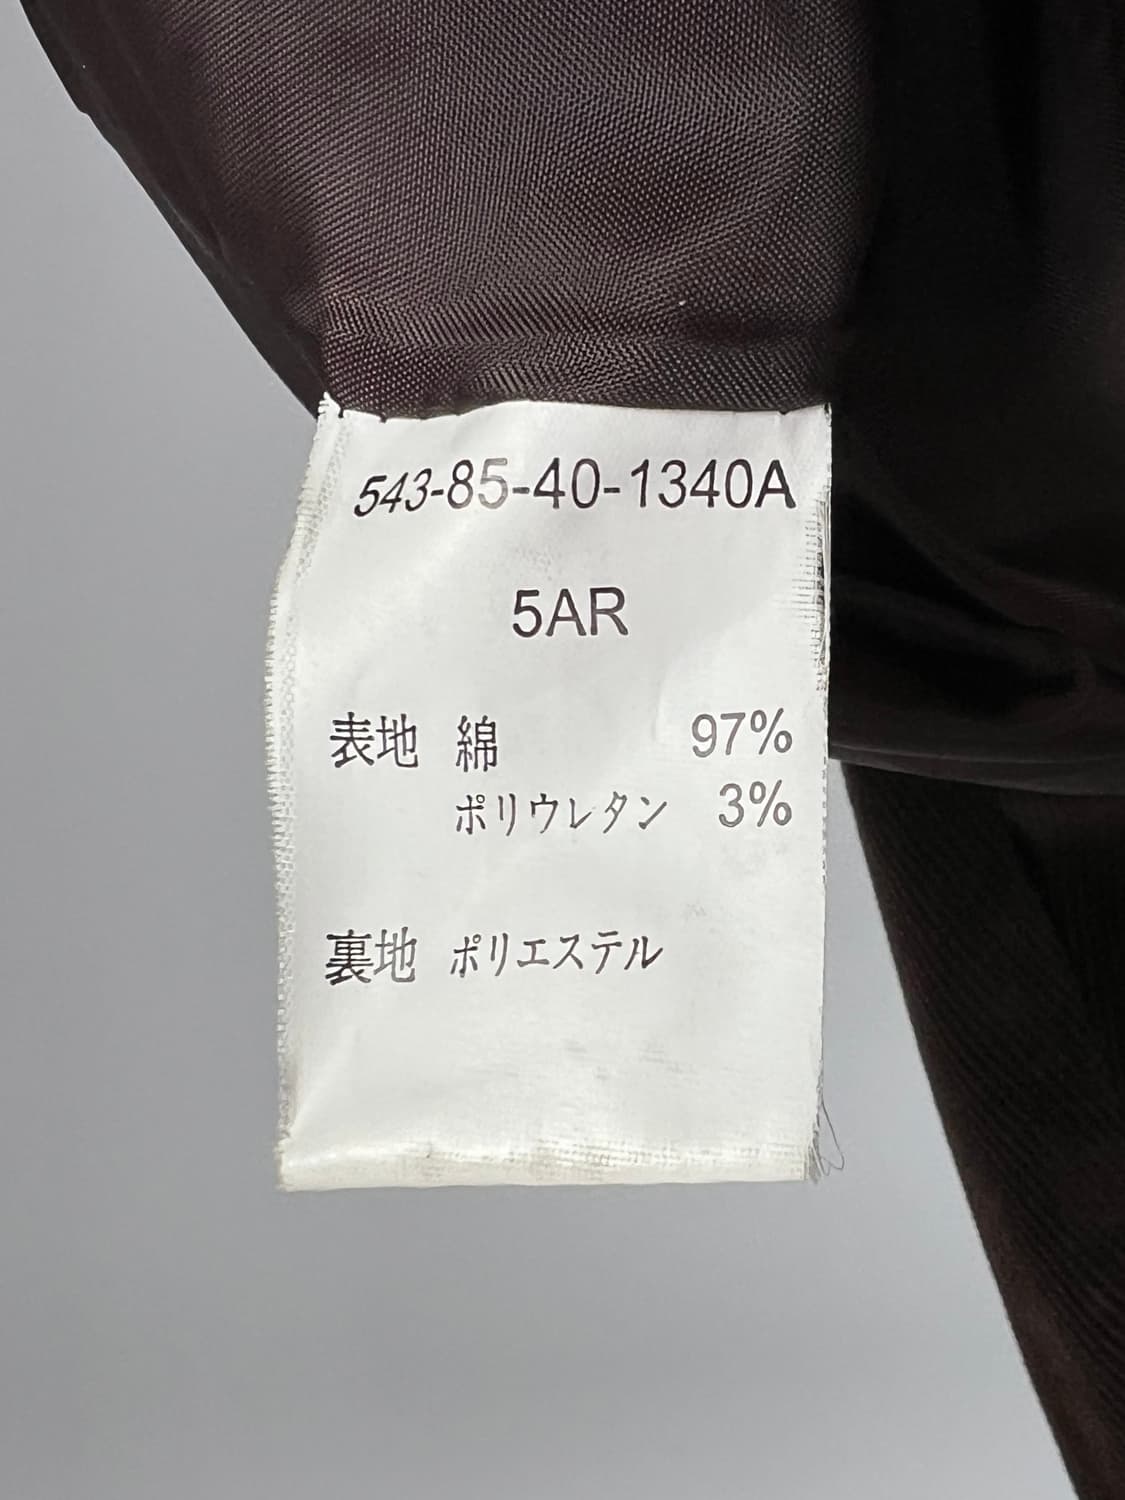 543-85-40-1340A
5AR
表地 綿 97%
ポリウレタン 3%
裏地 ポリエステル